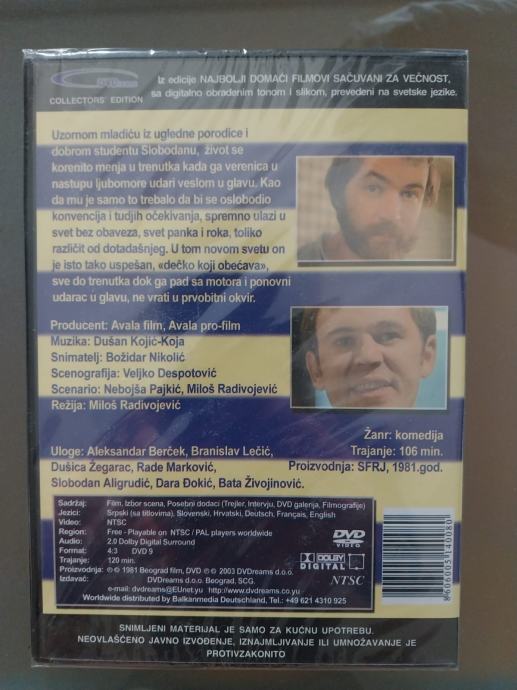 DVDreams
COLLECTORS' EDITION
Iz edicije NAJBOLJI DOMAĆI FILMOVI SAČUVANI ZA VEČNOST,
sa digitalno obrađenim tonom i slikom, prevedeni na svetske jezike.
Uzornom mladiću iz ugledne porodice i
dobrom studentu Slobodanu, život se
korenito menja u trenutka kada ga verenica u
nastupu ljubomore udari veslom u glavu. Kao
da mu je samo to trebalo da bi se oslobodio
konvencija i tudjih očekivanja, spremno ulazi u
svet bez obaveza, svet panka i roka, toliko
različit od dotadašnjeg. U tom novom svetu on
je isto tako uspešan, «dečko koji obećava»,
sve do trenutka dok ga pad sa motora i ponovni
udarac u glavu, ne vrati u prvobitni okvir.
Producent: Avala film, Avala pro-film
Muzika: Dušan Kojić-Koja
Snimatelj: Božidar Nikolić
Scenografija: Veljko Despotović
Scenario: Nebojša Pajkić, Miloš Radivojević
Režija: Miloš Radivojević
Žanr: komedija
Uloge: Aleksandar Berček, Branislav Lečić, Trajanje: 106 min.
Dušica Žegarac, Rade Marković, Proizvodnja: SFRJ, 1981.god.
Slobodan Aligrudić, Dara Đokić, Bata Živojinović.
Sadržaj: Film, Izbor scena, Posebni dodaci (Trejler, Intervju, DVD galerija, Filmografije)
Jezici: Srpski (sa titlovima), Slovenski, Hrvatski, Deutsch, Français, English
Video: NTSC
Region: Free - Playable on NTSC / PAL players worldwide
Audio: 2.0 Dolby Digital Surround
Format: 4:3 DVD 9
Trajanje: 120 min.
Proizvodnja: ℗ © 1981 Beograd film, DVD ℗ © 2003 DVDreams d.o.o.
Izdavač: DVDreams d.o.o. Beograd, SCG.
e-mail: dvdreams@EUnet.yu http://www.dvdreams.co.yu
Worldwide distributed by Balkanmedia Deutschland, Tel.: +49 621 4310 925
DVD
VIDEO
DOLBY
DIGITAL
NTSC
8606105140080
SNIMLJENI MATERIJAL JE SAMO ZA KUĆNU UPOTREBU.
NEOVLAŠĆENO JAVNO IZVOĐENJE, IZNAJMLJIVANJE ILI UMNOŽAVANJE JE
PROTIVZAKONITO